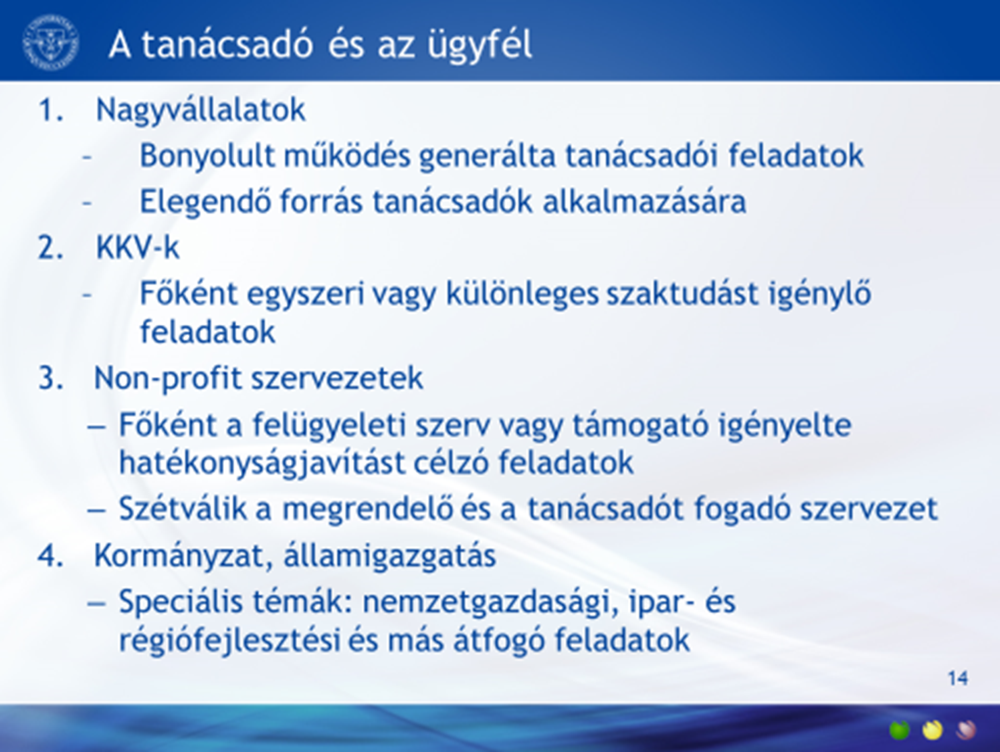 A tanácsadó és az ügyfél
1. Nagyvállalatok
– Bonyolult működés generálta tanácsadói feladatok
– Elegendő forrás tanácsadók alkalmazására
2. KKV-k
– Főként egyszeri vagy különleges szaktudást igénylő
feladatok
3. Non-profit szervezetek
– Főként a felügyeleti szerv vagy támogató igényelte
hatékonyságjavítást célzó feladatok
– Szétválik a megrendelő és a tanácsadót fogadó szervezet
4. Kormányzat, államigazgatás
– Speciális témák: nemzetgazdasági, ipar- és
régiófejlesztési és más átfogó feladatok
14